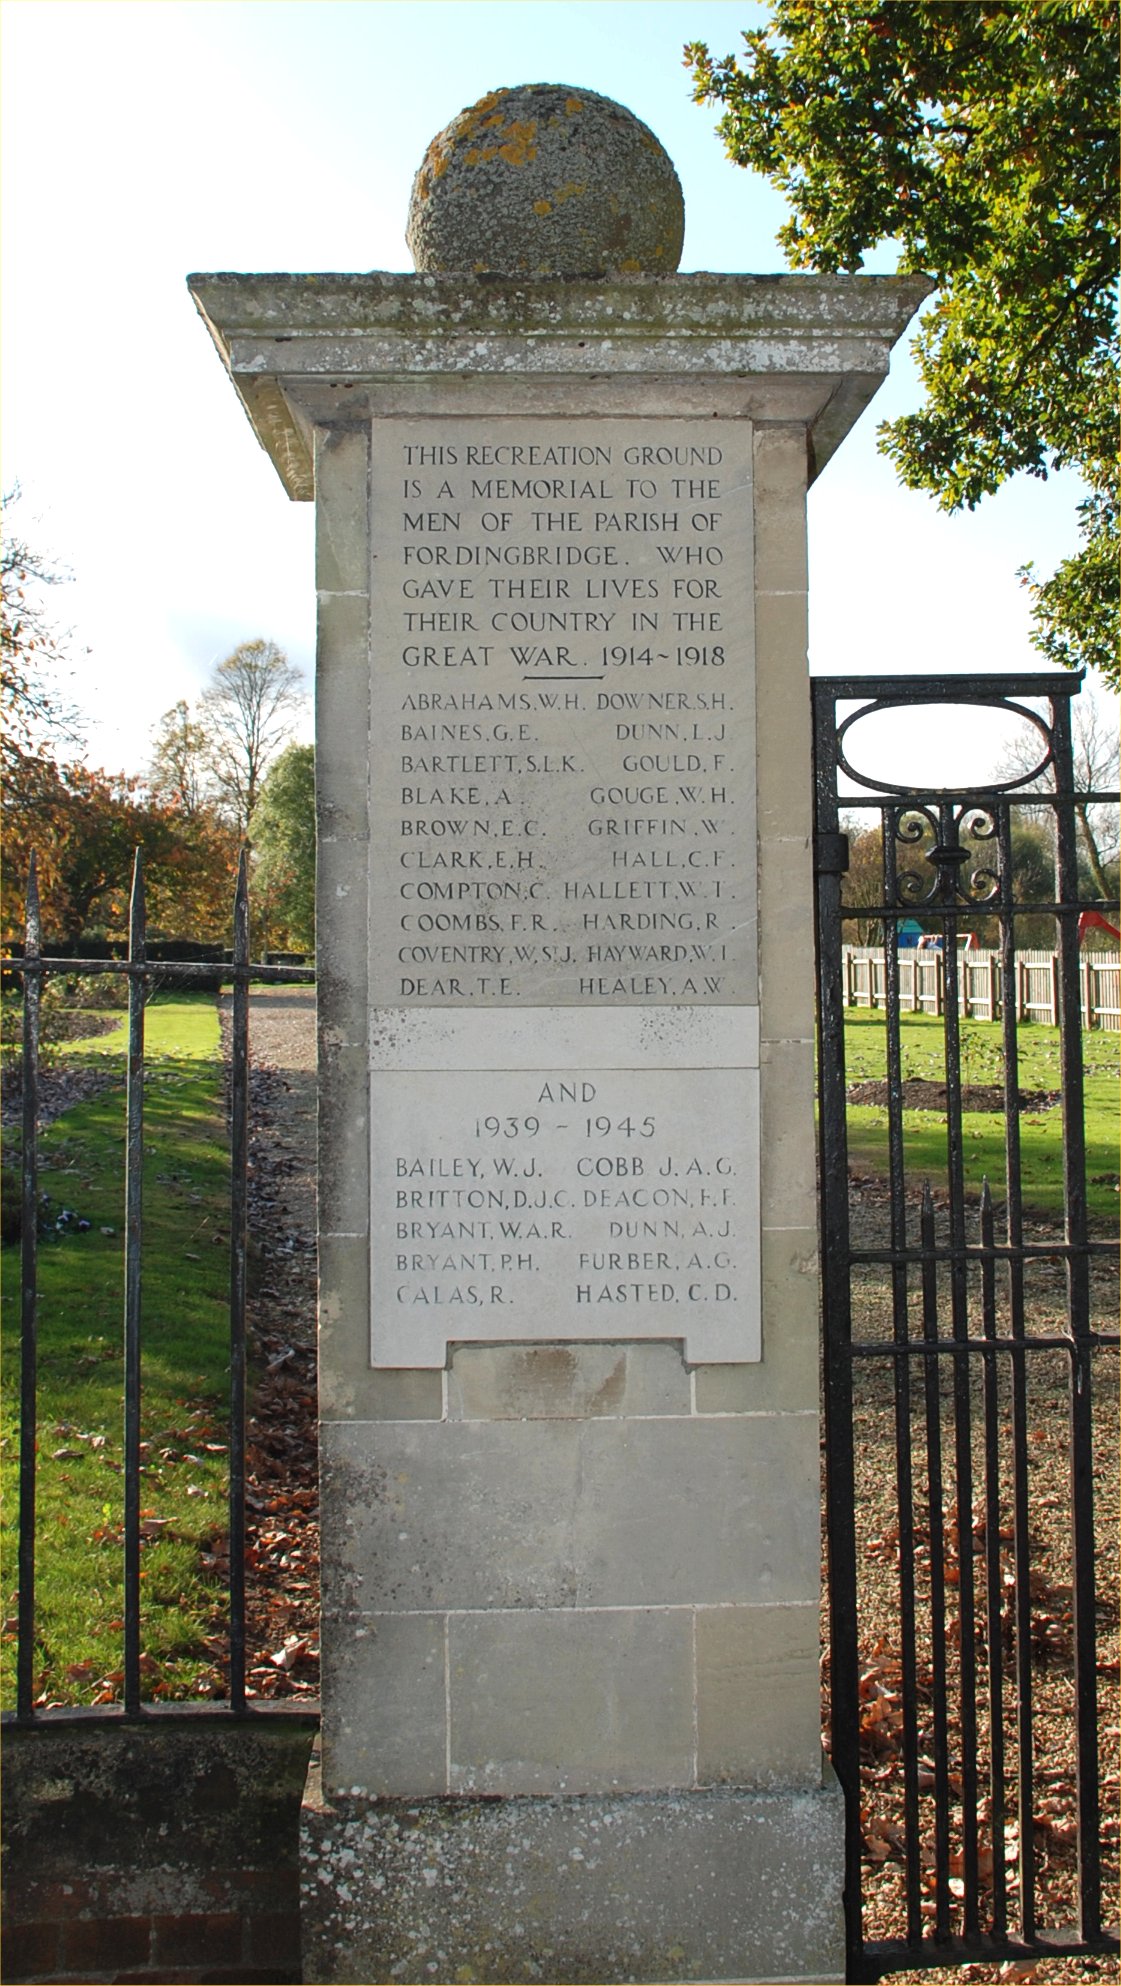 THIS RECREATION GROUND
IS A MEMORIAL TO THE
MEN OF THE PARISH OF
FORDINGBRIDGE. WHO
GAVE THEIR LIVES FOR
THEIR COUNTRY IN THE
GREAT WAR. 1914~1918
ABRAHAMS,W.H. DOWNER.S.H.
BAINES,G.E. DUNN,L.J
BARTLETT,S.L.K. GOULD,F.
BLAKE,A. GOUGE,W.H.
BROWN,E.C. GRIFFIN,W.
CLARK,E.H. HALL,C.F.
COMPTON,C. HALLETT,W.T.
COOMBS,F.R. HARDING,R.
COVENTRY,W.S.J. HAYWARD,W.I.
DEAR,T.E. HEALEY,A.W.
AND
1939 - 1945
BAILEY, W.J. COBB J.A.G.
BRITTON,D.J.C. DEACON,F.F.
BRYANT,W.A.R. DUNN, A.J.
BRYANT,P.H. FURBER, A.G.
CALAS,R. HASTED, C.D.